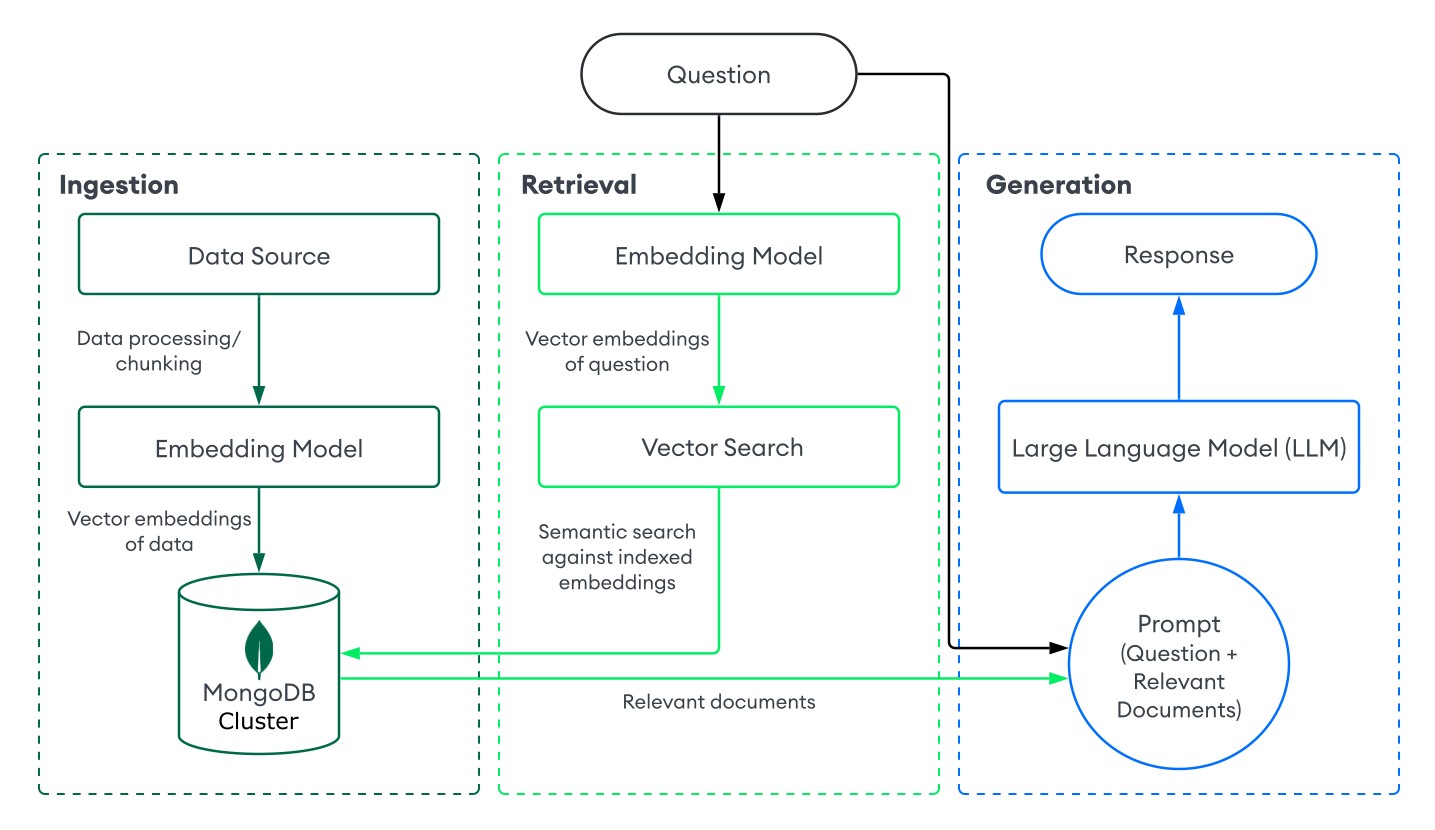 Question
Ingestion
Data Source
Data processing/
chunking
Embedding Model
Vector embeddings
of data
MongoDB
Cluster
Retrieval
Embedding Model
Vector embeddings
of question
Vector Search
Semantic search
against indexed
embeddings
Relevant documents
Generation
Response
Large Language Model (LLM)
Prompt
(Question +
Relevant
Documents)